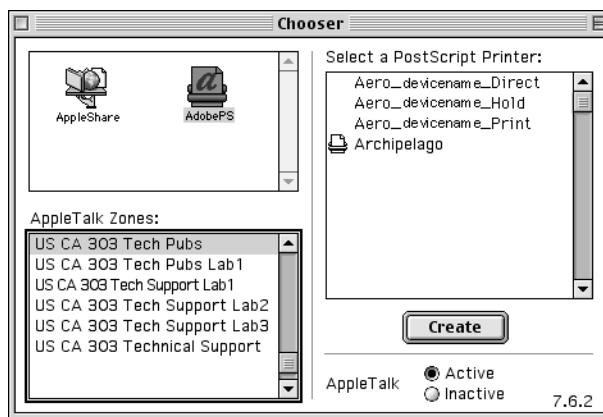 Chooser
AppleShare
AdobePS
Select a PostScript Printer:
Aero_devicename_Direct
Aero_devicename_Hold
Aero_devicename_Print
Archipelago
AppleTalk Zones:
US CA 303 Tech Pubs
US CA 303 Tech Pubs Lab1
US CA 303 Tech Support Lab1
US CA 303 Tech Support Lab2
US CA 303 Tech Support Lab3
US CA 303 Technical Support
Create
AppleTalk
Active
Inactive
7.6.2